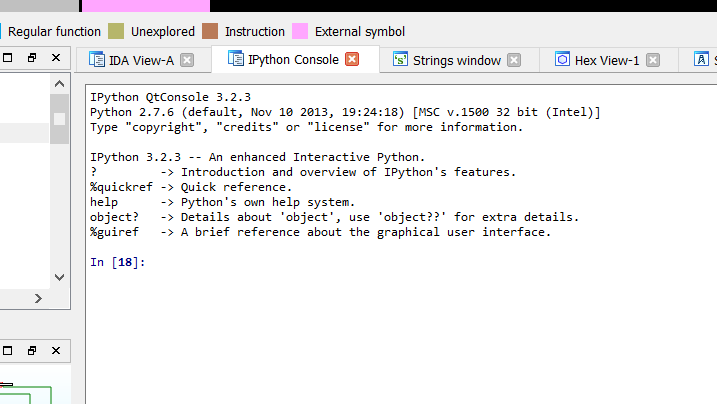 Regular function Unexplored Instruction External symbol
IDA View-A IPython Console Strings window Hex View-1
IPython QtConsole 3.2.3
Python 2.7.6 (default, Nov 10 2013, 19:24:18) [MSC v.1500 32 bit (Intel)]
Type "copyright", "credits" or "license" for more information.
IPython 3.2.3 -- An enhanced Interactive Python.
? -> Introduction and overview of IPython's features.
%quickref -> Quick reference.
help -> Python's own help system.
object? -> Details about 'object', use 'object??' for extra details.
%guiref -> A brief reference about the graphical user interface.
In [18]: